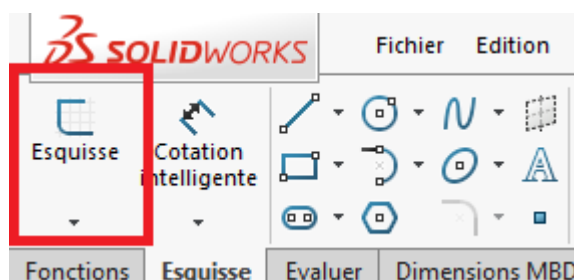 SOLIDWORKS Fichier Edition
Esquisse
Cotation
intelligente
Fonctions Esquisse Evaluer Dimensions MBD